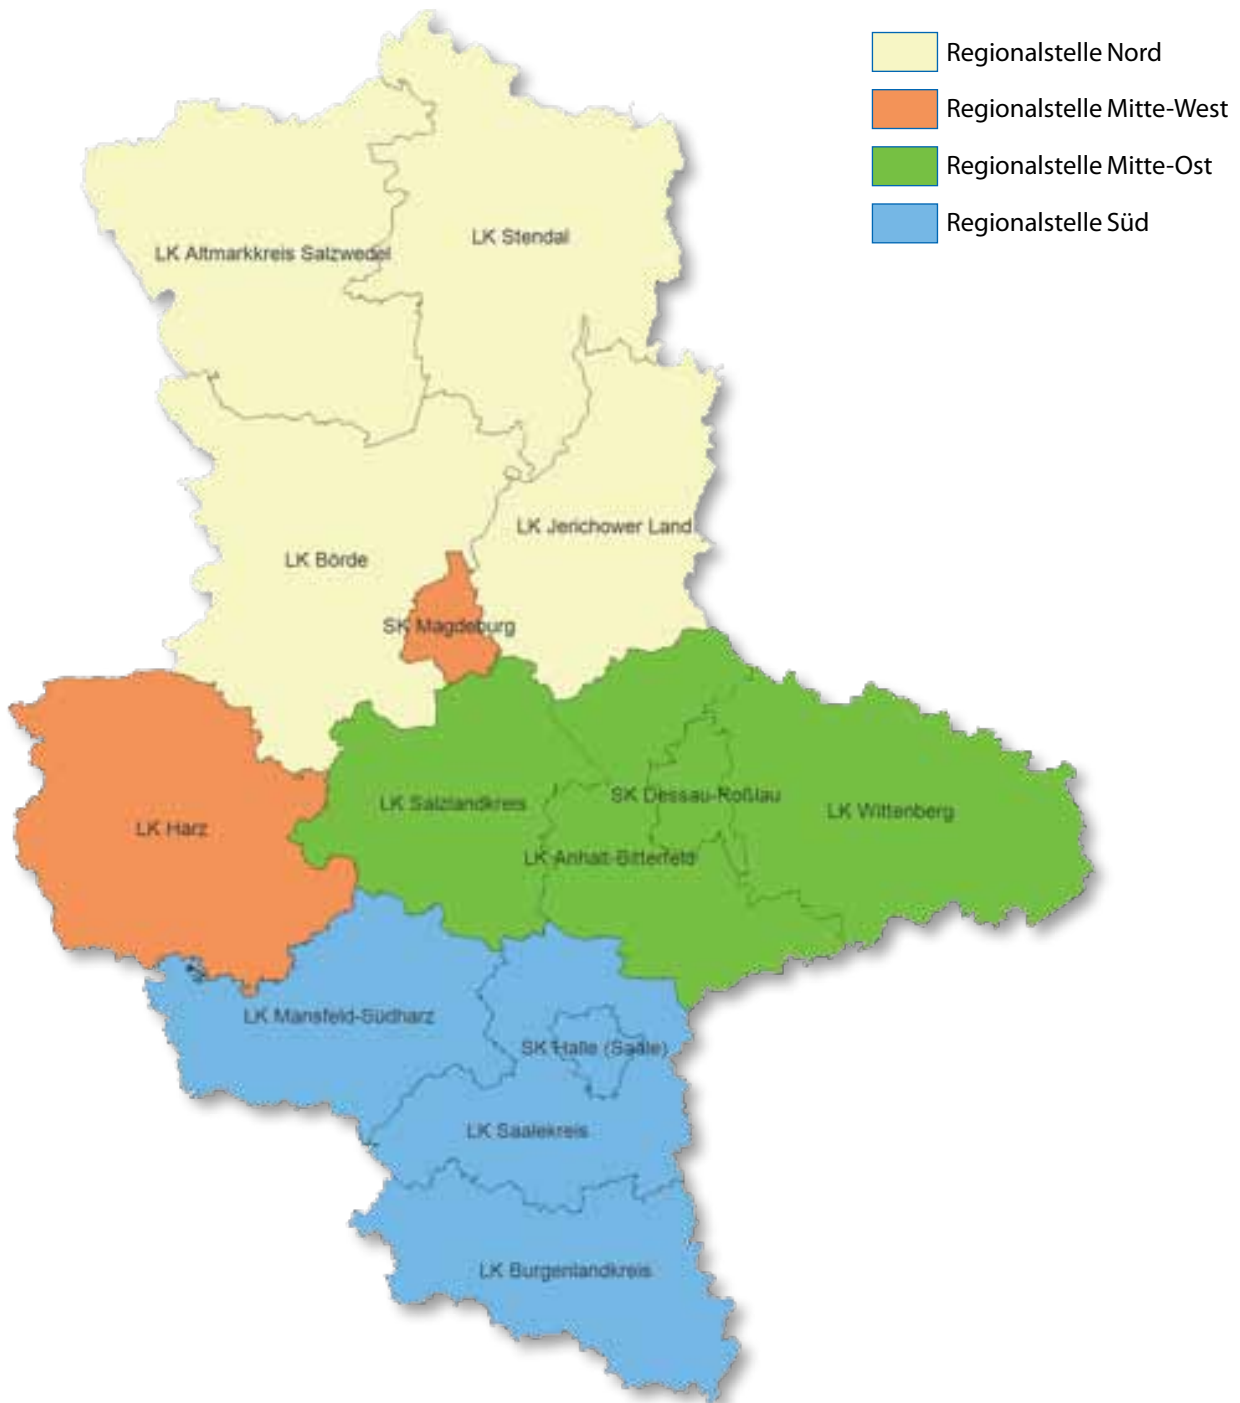 Regionalstelle Nord
Regionalstelle Mitte-West
Regionalstelle Mitte-Ost
Regionalstelle Süd
LK Stendal
LK Altmarkkreis Salzwedel
LK Jerichower Land
LK Börde
SK Magdeburg
SK Dessau-Roßlau
LK Salzlandkreis
LK Wittenberg
LK Harz
LK Anhalt-Bitterfeld
LK Mansfeld-Südharz
SK Halle (Saale)
LK Saalekreis
LK Burgenlandkreis